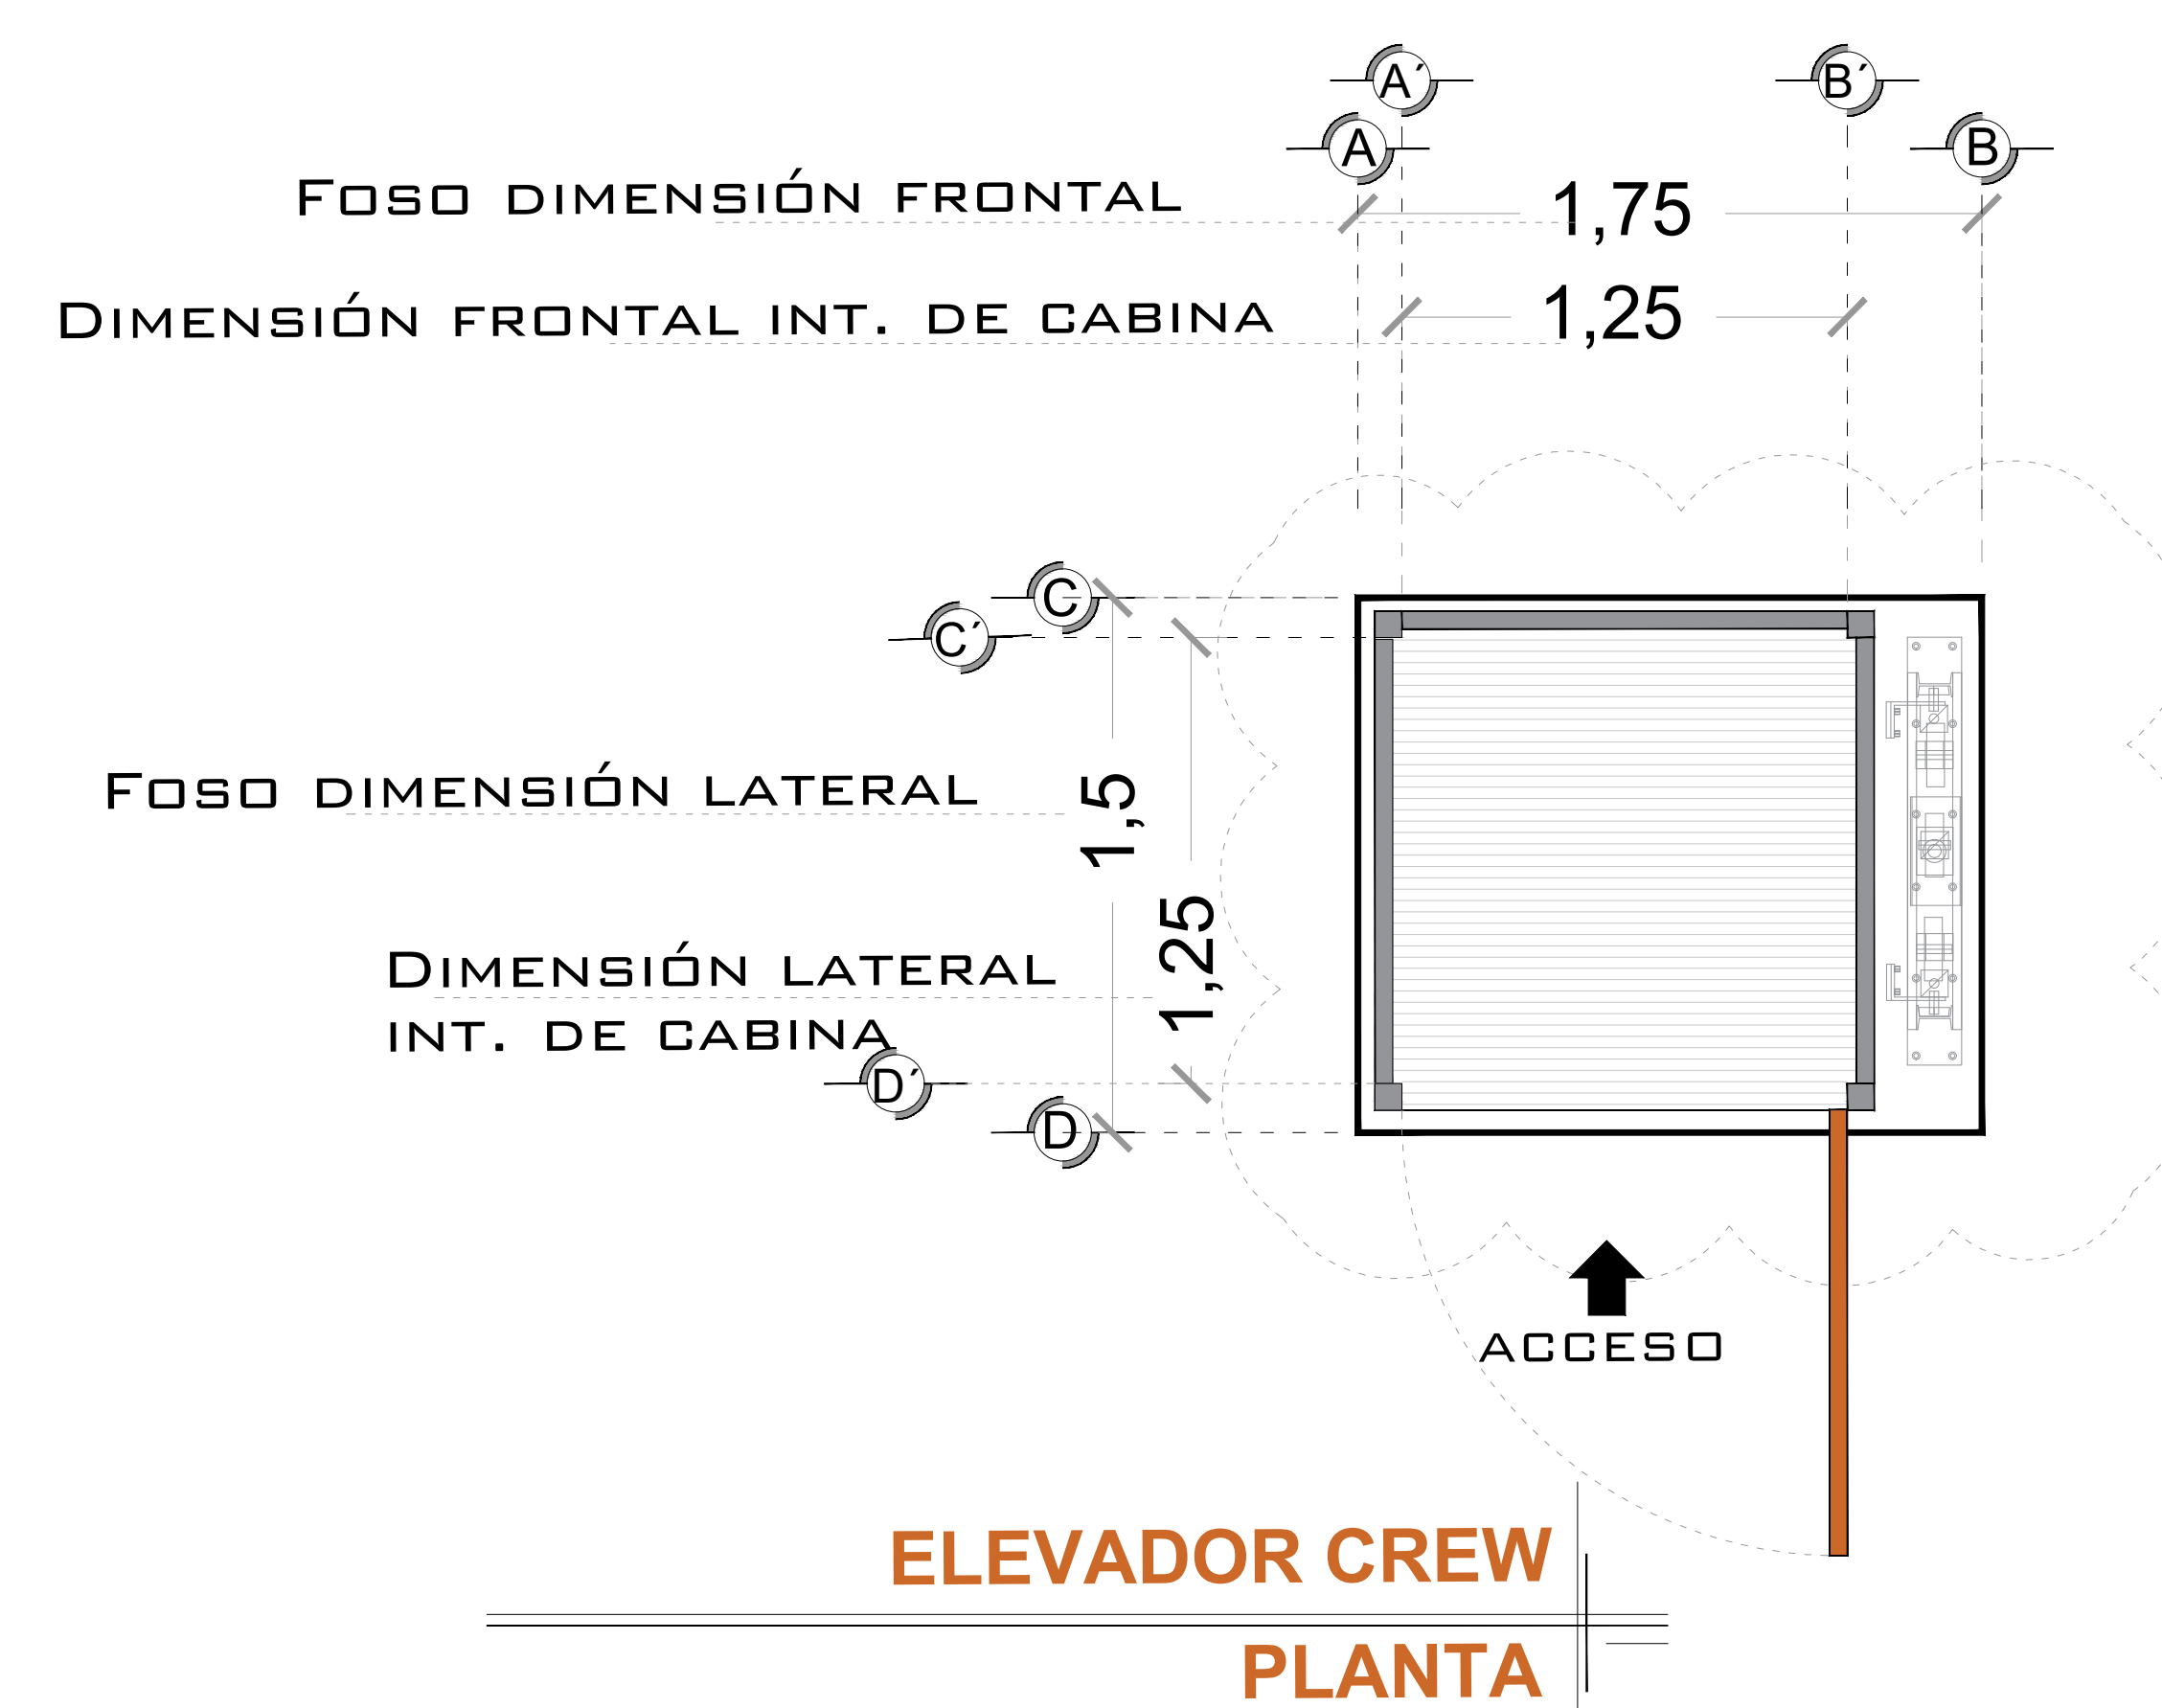 A´
B´
A
B
Foso dimensión frontal
1,75
Dimensión frontal int. de cabina
1,25
C
C´
Foso dimensión lateral
1,5
Dimensión lateral
int. de cabina
1,25
D´
D
acceso
ELEVADOR CREW
PLANTA